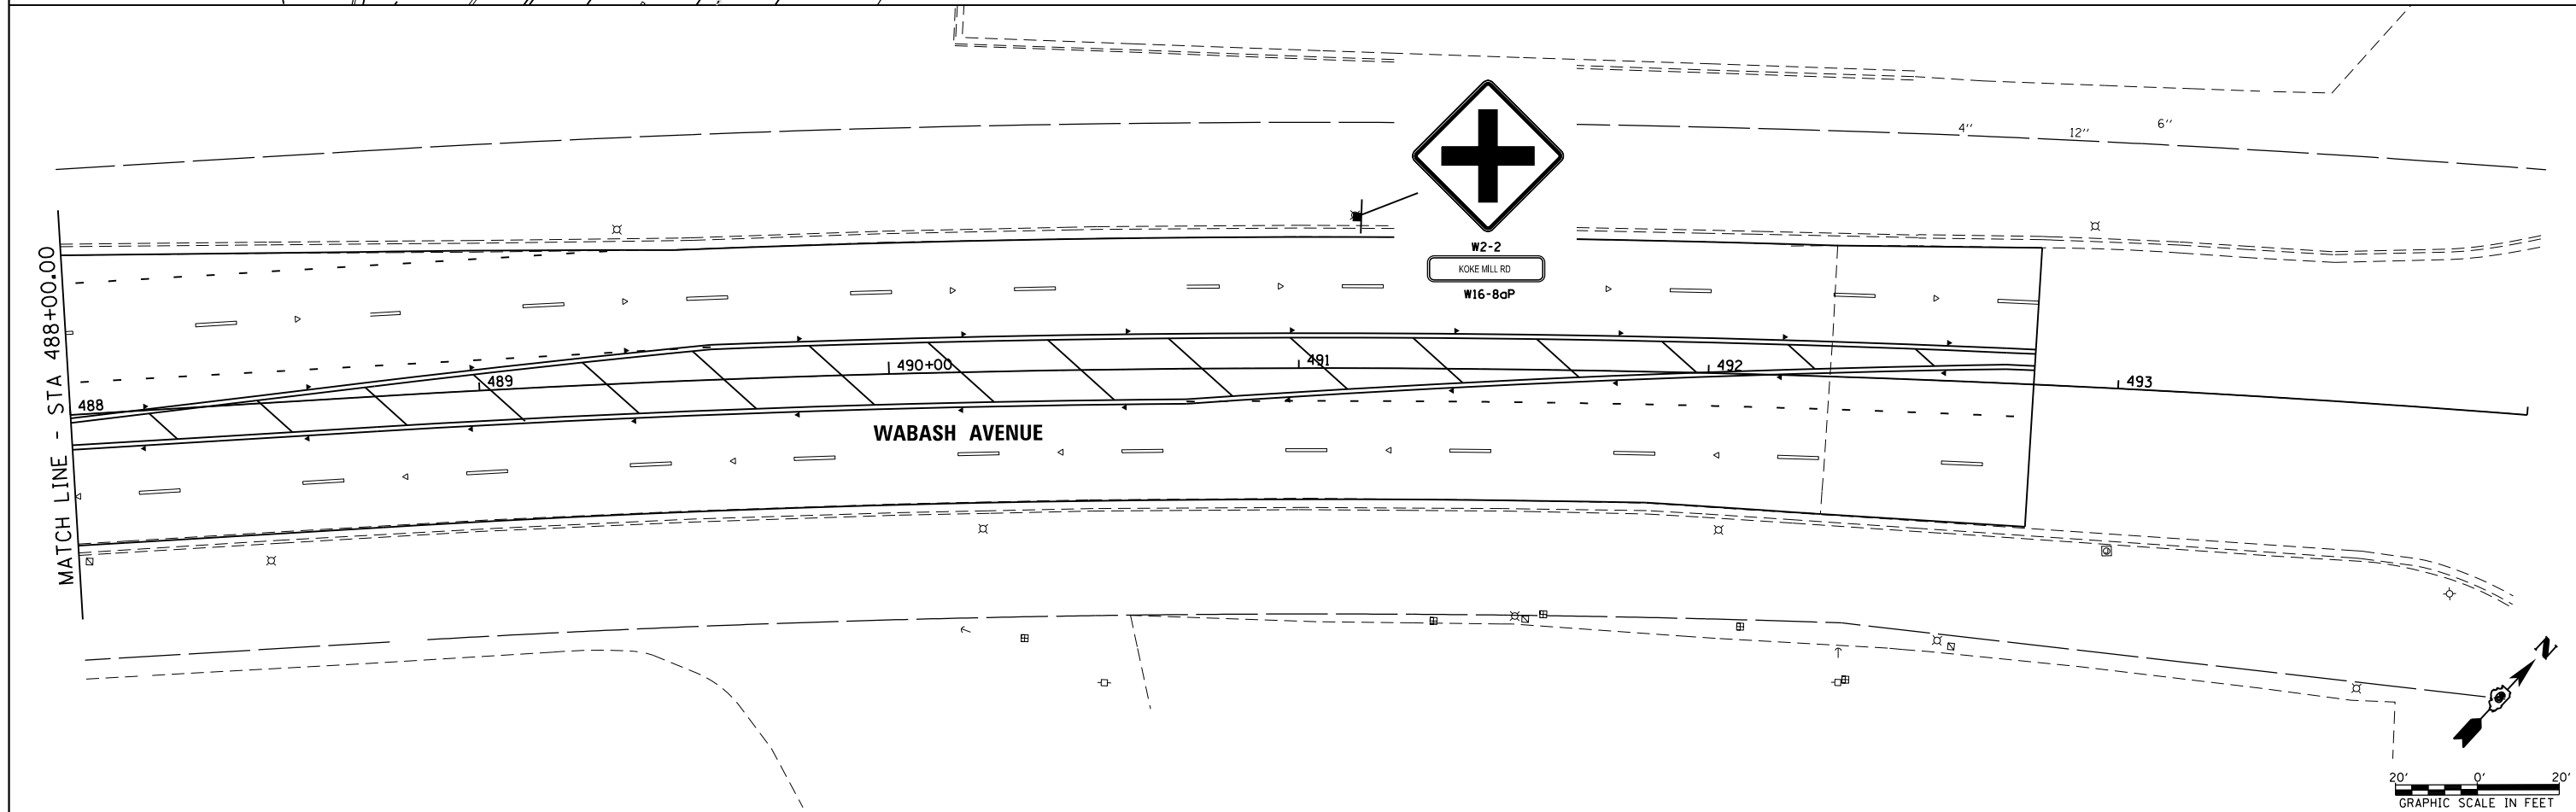 4'' 12'' 6''
W2-2
KOKE MILL RD
W16-8aP
MATCH LINE - STA 488+00.00
488 489 490+00 491 492 493
WABASH AVENUE
N
20' 0' 20'
GRAPHIC SCALE IN FEET